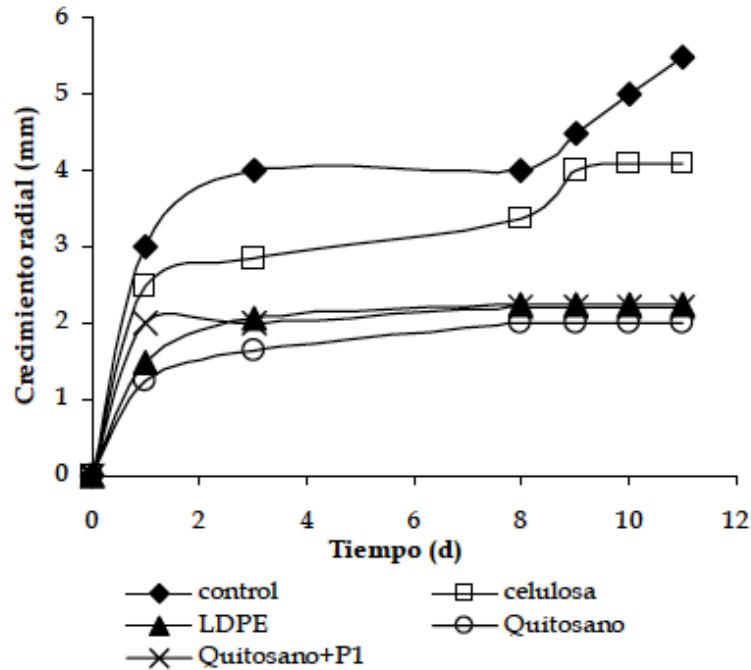 6
5
4
3
2
1
0
Crecimiento radial (mm)
0 2 4 6 8 10 12
Tiempo (d)
control celulosa
LDPE Quitosano
Quitosano+P1